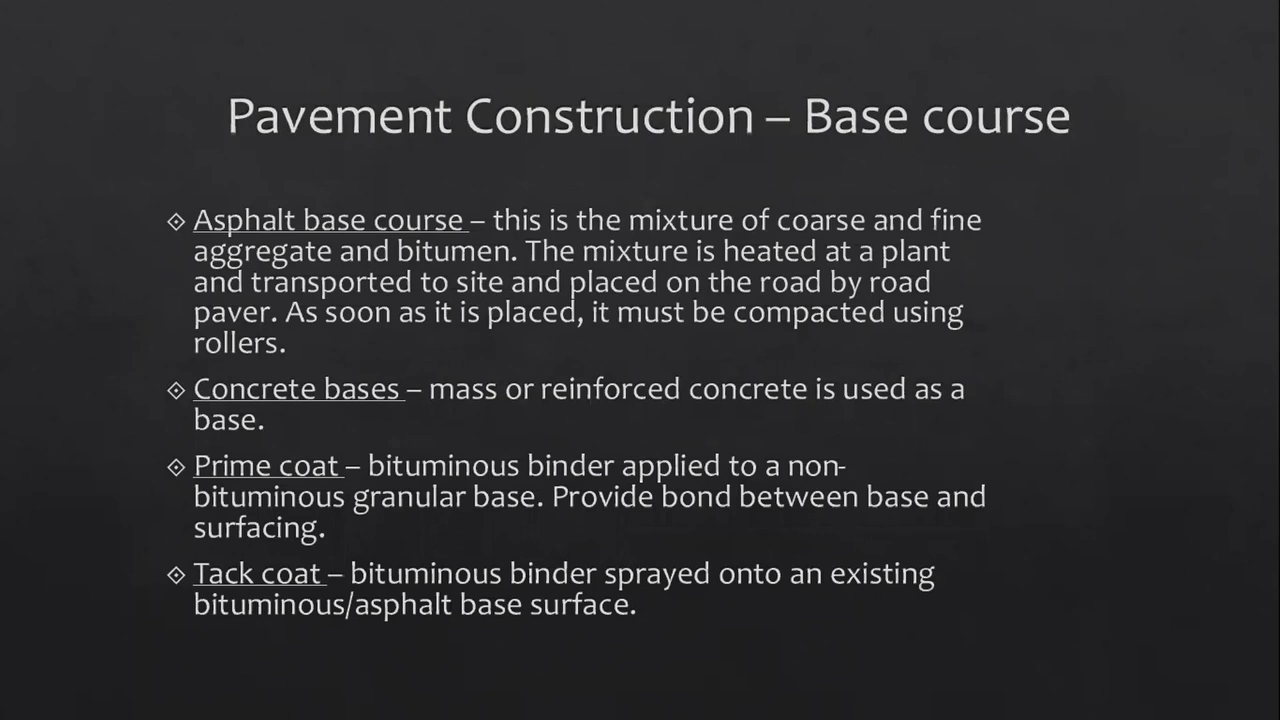 Pavement Construction – Base course
Asphalt base course – this is the mixture of coarse and fine
aggregate and bitumen. The mixture is heated at a plant
and transported to site and placed on the road by road
paver. As soon as it is placed, it must be compacted using
rollers.
Concrete bases – mass or reinforced concrete is used as a
base.
Prime coat – bituminous binder applied to a non-
bituminous granular base. Provide bond between base and
surfacing.
Tack coat – bituminous binder sprayed onto an existing
bituminous/asphalt base surface.